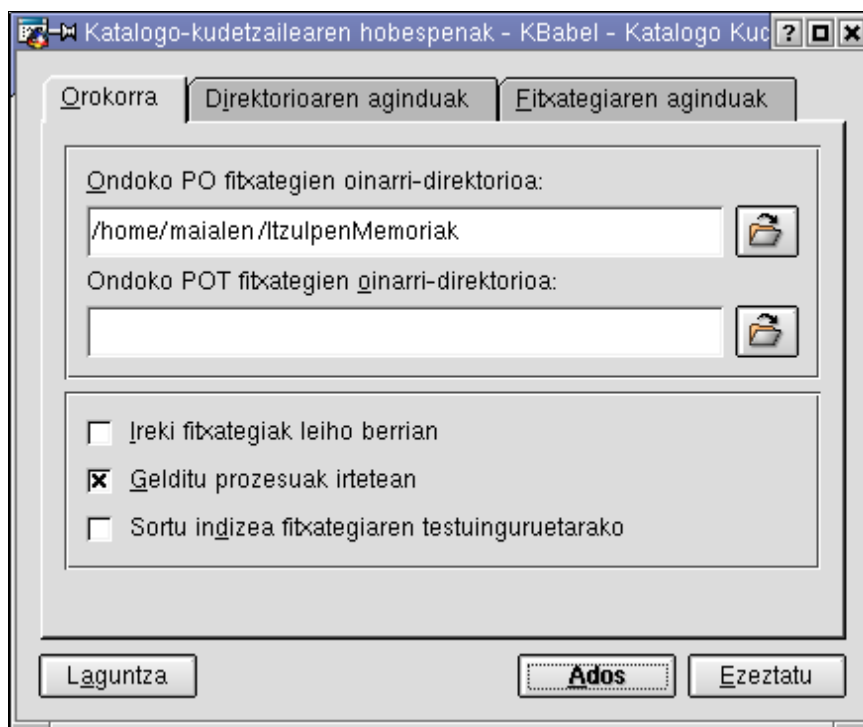 Katalogo-kudetzailearen hobespenak - KBabel - Katalogo Kud
Orokorra
Direktorioaren aginduak
Fitxategiaren aginduak
Ondoko PO fitxategien oinarri-direktorioa:
/home/maialen/ItzulpenMemoriak
Ondoko POT fitxategien oinarri-direktorioa:
Ireki fitxategiak leiho berrian
Gelditu prozesuak irtetean
Sortu indizea fitxategiaren testuinguruetarako
Laguntza
Ados
Ezeztatu